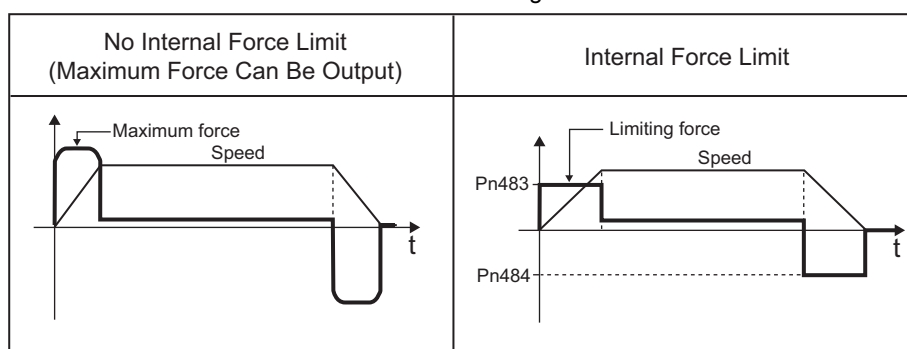 No Internal Force Limit
(Maximum Force Can Be Output)
Internal Force Limit
Maximum force
Speed
t
Limiting force
Speed
Pn483
t
Pn484